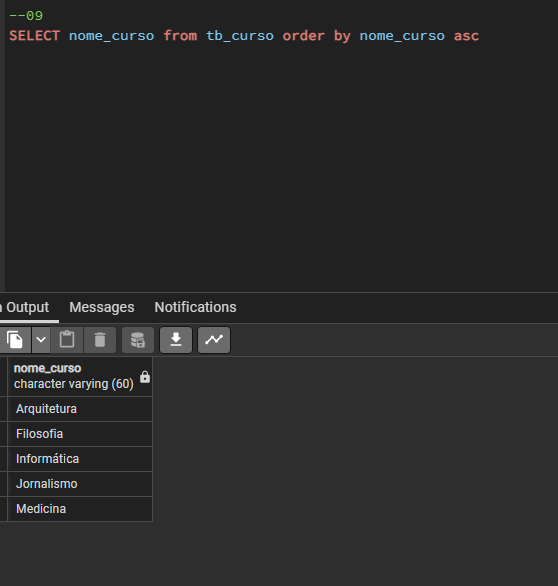 --09
SELECT nome_curso from tb_curso order by nome_curso asc
Output
Messages
Notifications
nome_curso
character varying (60)
Arquitetura
Filosofia
Informática
Jornalismo
Medicina